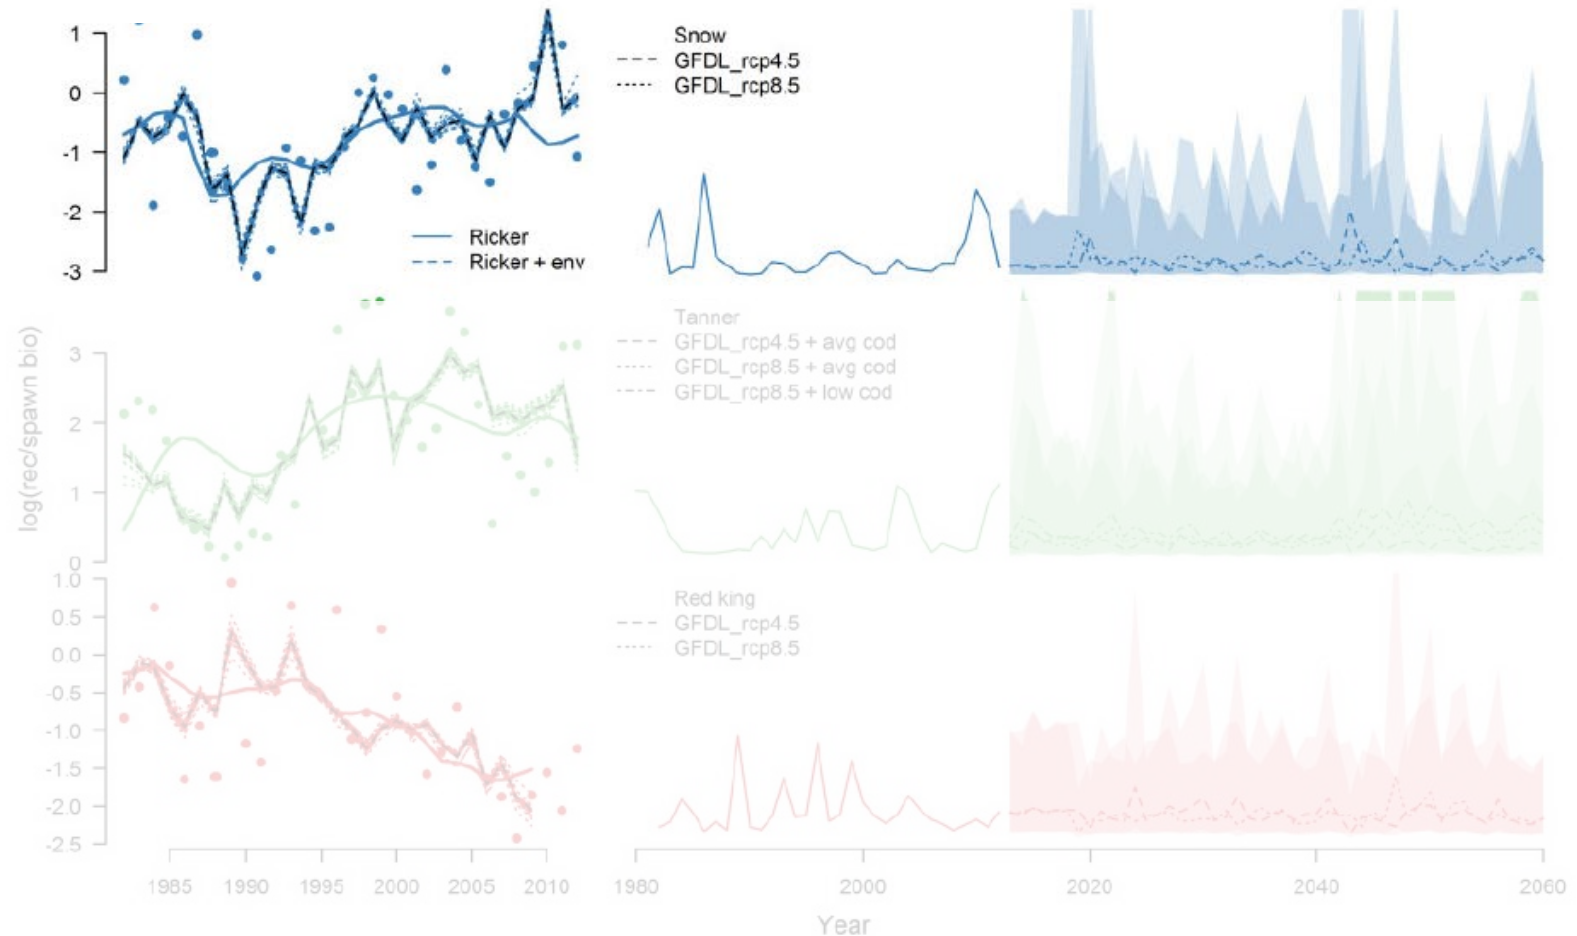 1
0
-1
-2
-3
Ricker
Ricker + env
Snow
GFDL_rcp4.5
GFDL_rcp8.5
log(rec/spawn bio)
3
2
1
0
Tanner
GFDL_rcp4.5 + avg cod
GFDL_rcp8.5 + avg cod
GFDL_rcp8.5 + low cod
1.0
0.5
0.0
-0.5
-1.0
-1.5
-2.0
-2.5
Red king
GFDL_rcp4.5
GFDL_rcp8.5
1985 1990 1995 2000 2005 2010
1980 2000 2020 2040 2060
Year